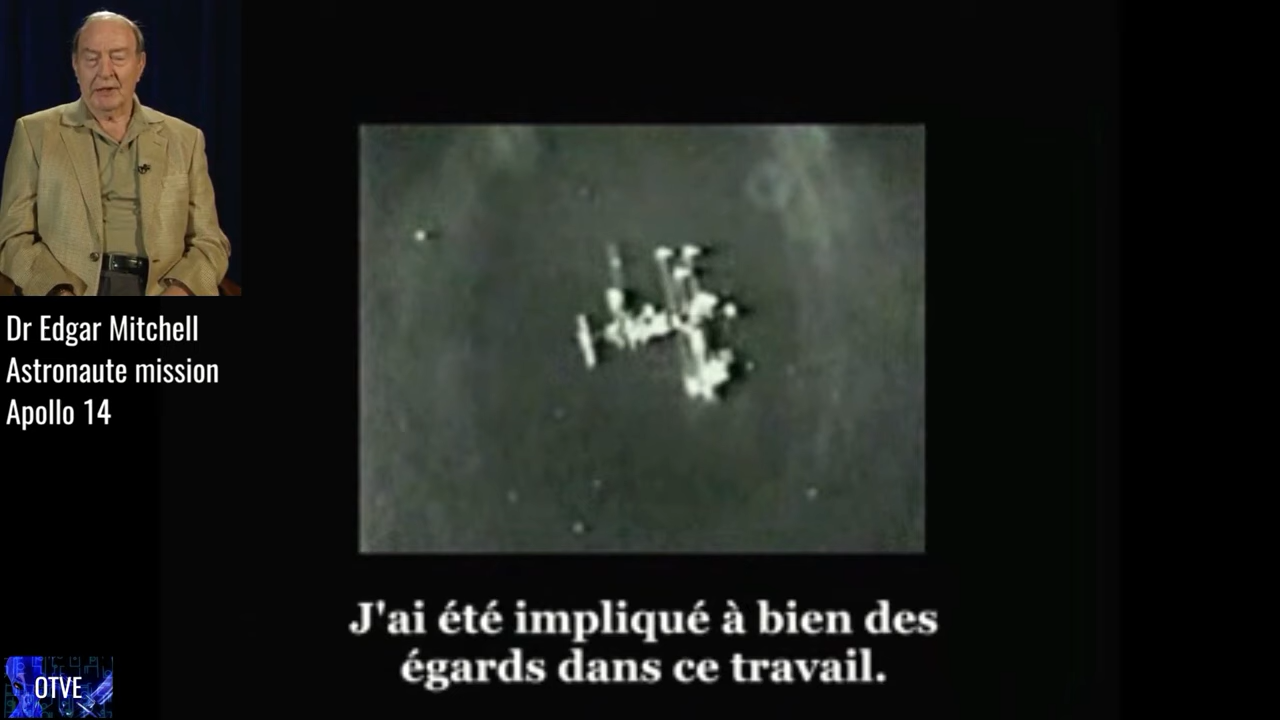 Dr Edgar Mitchell
Astronaute mission
Apollo 14
J'ai été impliqué à bien des
égards dans ce travail.
OTVE